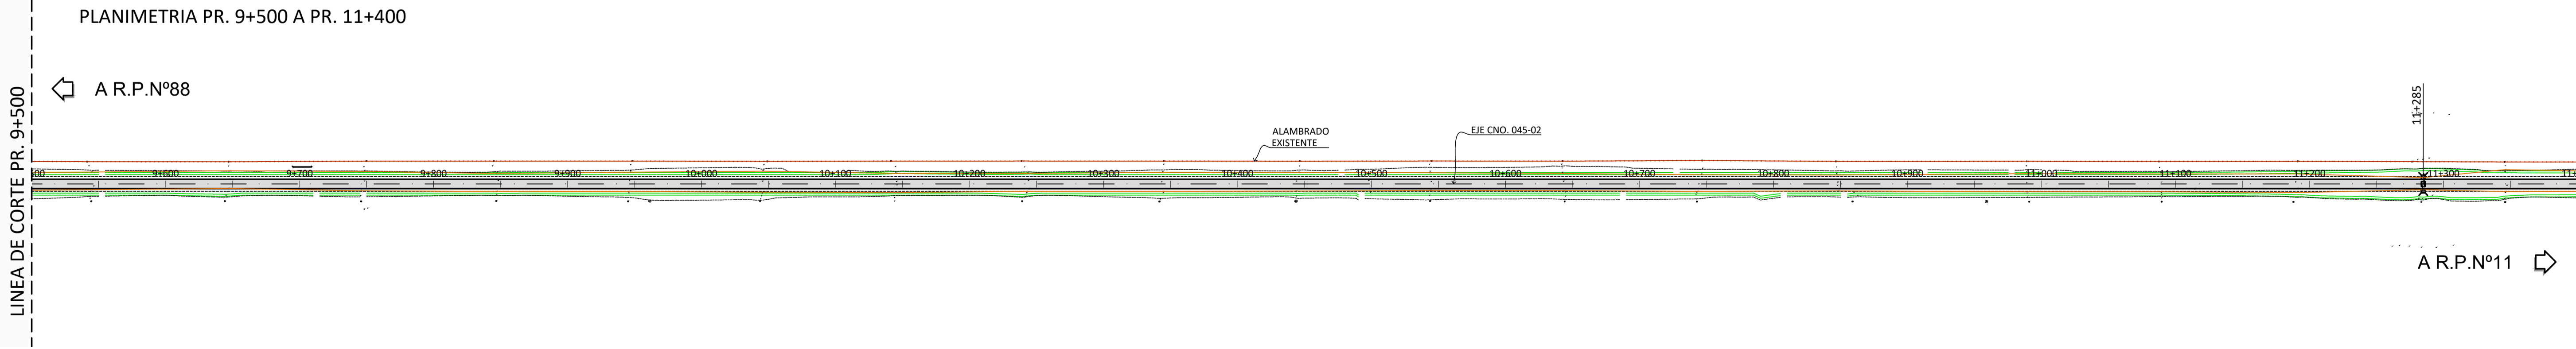 PLANIMETRIA PR. 9+500 A PR. 11+400
A R.P.Nº88
LINEA DE CORTE PR. 9+500
ALAMBRADO
EXISTENTE
EJE CNO. 045-02
11+285
9+600 9+700 9+800 9+900 10+000 10+100 10+200 10+300 10+400 10+500 10+600 10+700 10+800 10+900 11+000 11+100 11+200 11+300
A R.P.Nº11